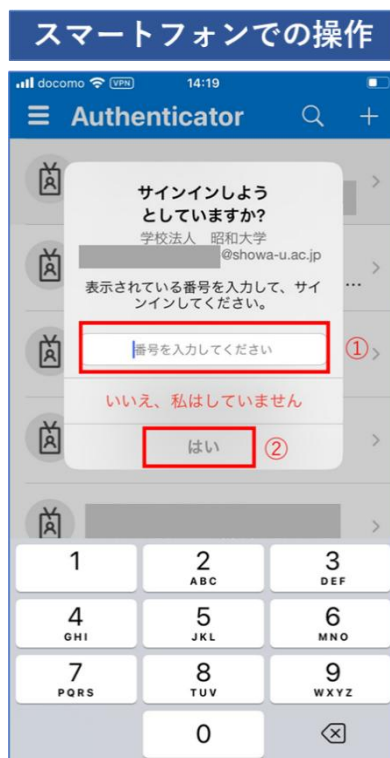 スマートフォンでの操作
docomo VPN 14:19
Authenticator
サインインしよう
としていますか?
学校法人 昭和大学
@showa-u.ac.jp
表示されている番号を入力して、サイ
ンインしてください。
番号を入力してください ①
いいえ、私はしていません
はい ②
1 2 3
ABC DEF
4 5 6
GHI JKL MNO
7 8 9
PQRS TUV WXYZ
0